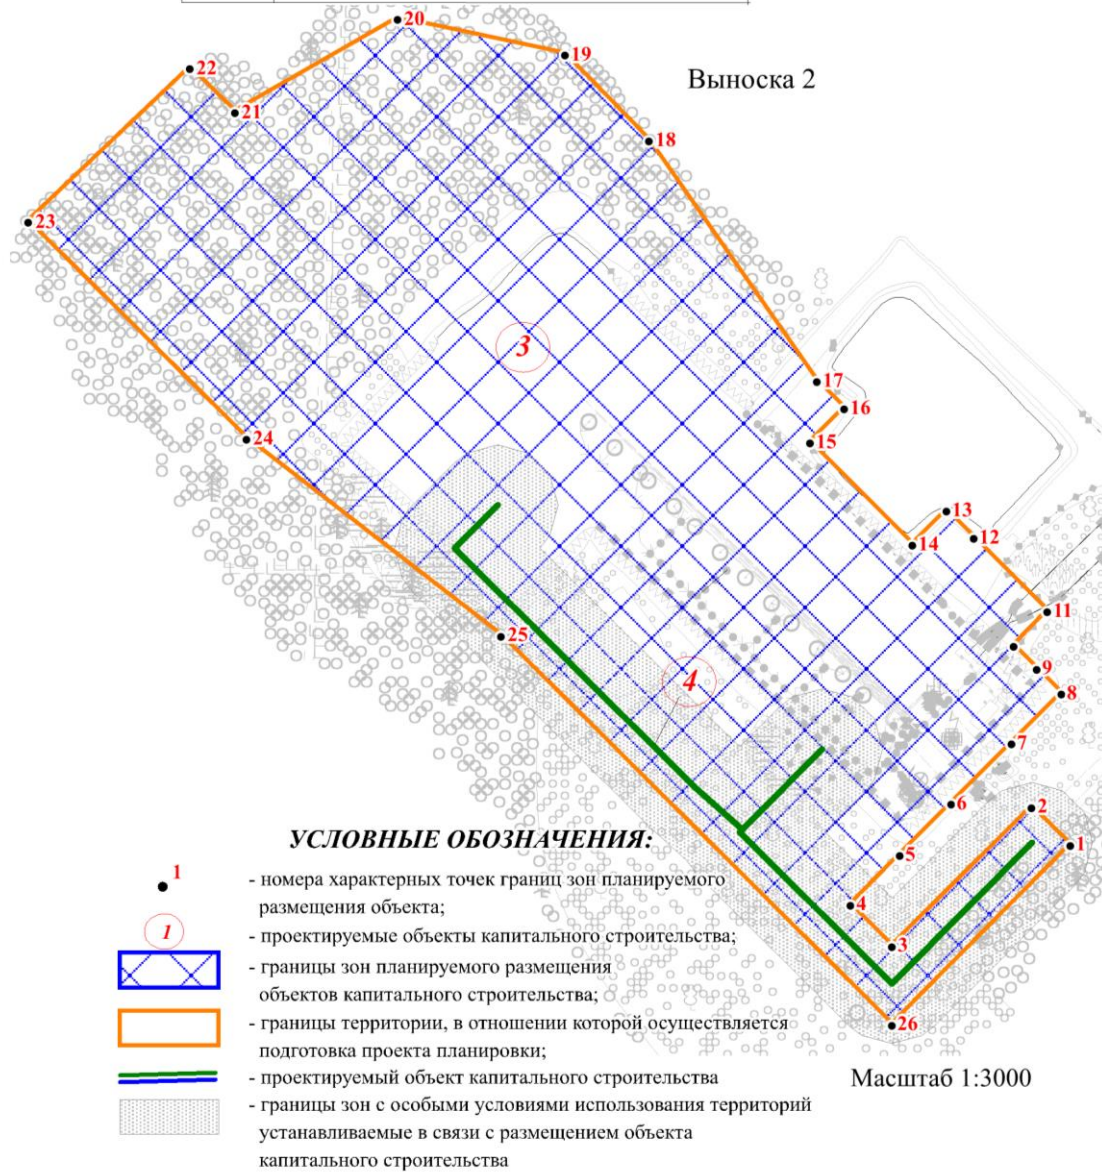 20
19
22
Выноска 2
21
18
23
3
17
16
24
15
13
14
12
11
25
9
4
8
7
2
6
1
УСЛОВНЫЕ ОБОЗНАЧЕНИЯ:
5
1
- номера характерных точек границ зон планируемого
размещения объекта;
4
1
- проектируемые объекты капитального строительства;
3
- границы зон планируемого размещения
объектов капитального строительства;
26
- границы территории, в отношении которой осуществляется
подготовка проекта планировки;
- проектируемый объект капитального строительства
Масштаб 1:3000
- границы зон с особыми условиями использования территорий
устанавливаемые в связи с размещением объекта
капитального строительства